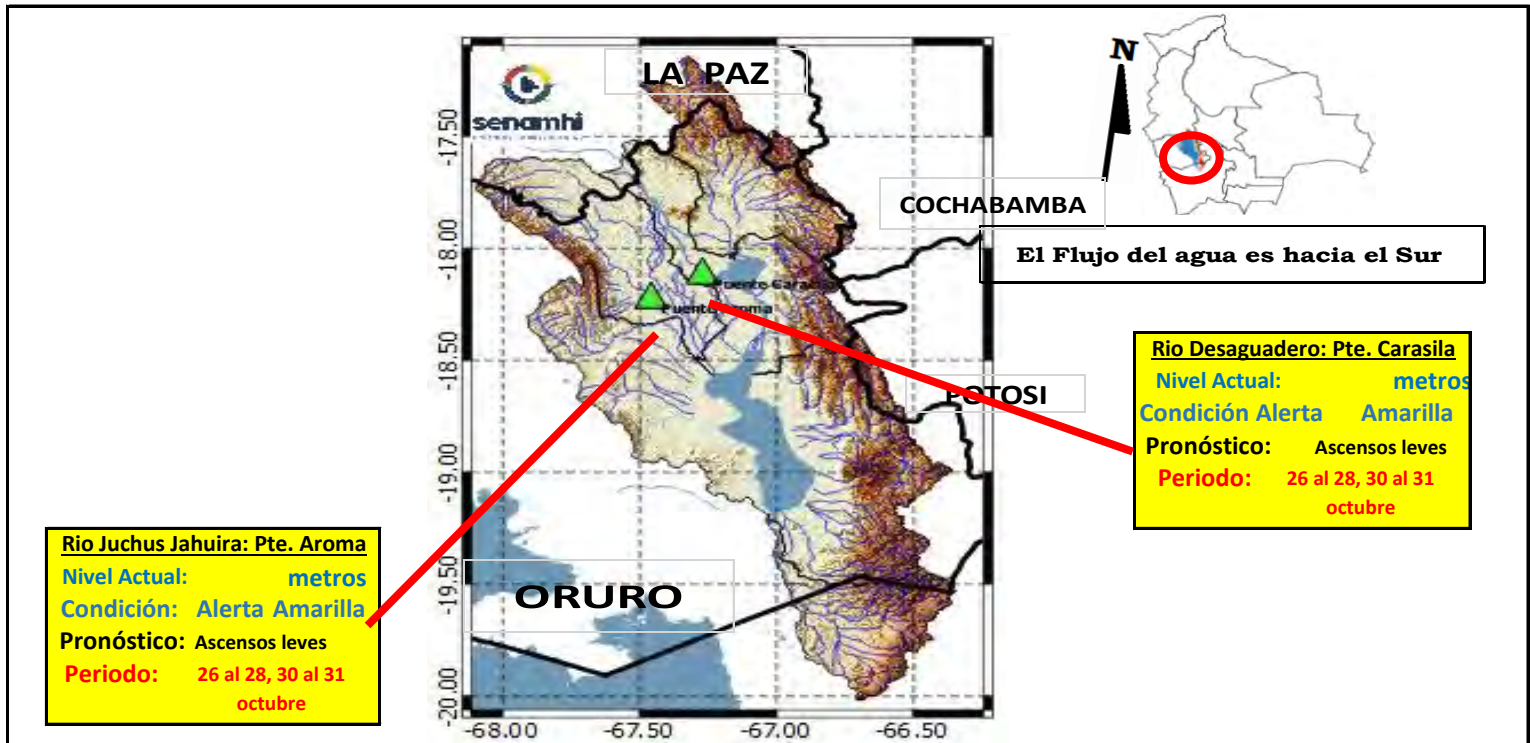 LA PAZ
senamhi
N
COCHABAMBA
El Flujo del agua es hacia el Sur
POTOSI
ORURO
Puente
Puente
Rio Desaguadero: Pte. Carasila
Nivel Actual: metros
Condición Alerta Amarilla
Pronóstico: Ascensos leves
Periodo: 26 al 28, 30 al 31
octubre
Rio Juchus Jahuira: Pte. Aroma
Nivel Actual: metros
Condición: Alerta Amarilla
Pronóstico: Ascensos leves
Periodo: 26 al 28, 30 al 31
octubre
-17.50
-18.00
-18.50
-19.00
-19.50
-20.00
-68.00 -67.50 -67.00 -66.50